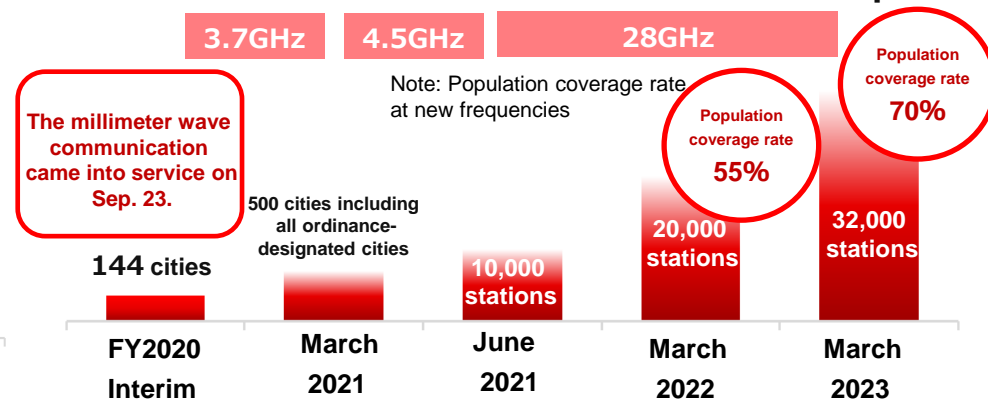 3.7GHz
4.5GHz
28GHz
Note: Population coverage rate
at new frequencies
The millimeter wave
communication
came into service on
Sep. 23.
144 cities
500 cities including
all ordinance-
designated cities
10,000
stations
Population
coverage rate
55%
20,000
stations
Population
coverage rate
70%
32,000
stations
FY2020
Interim
March
2021
June
2021
March
2022
March
2023